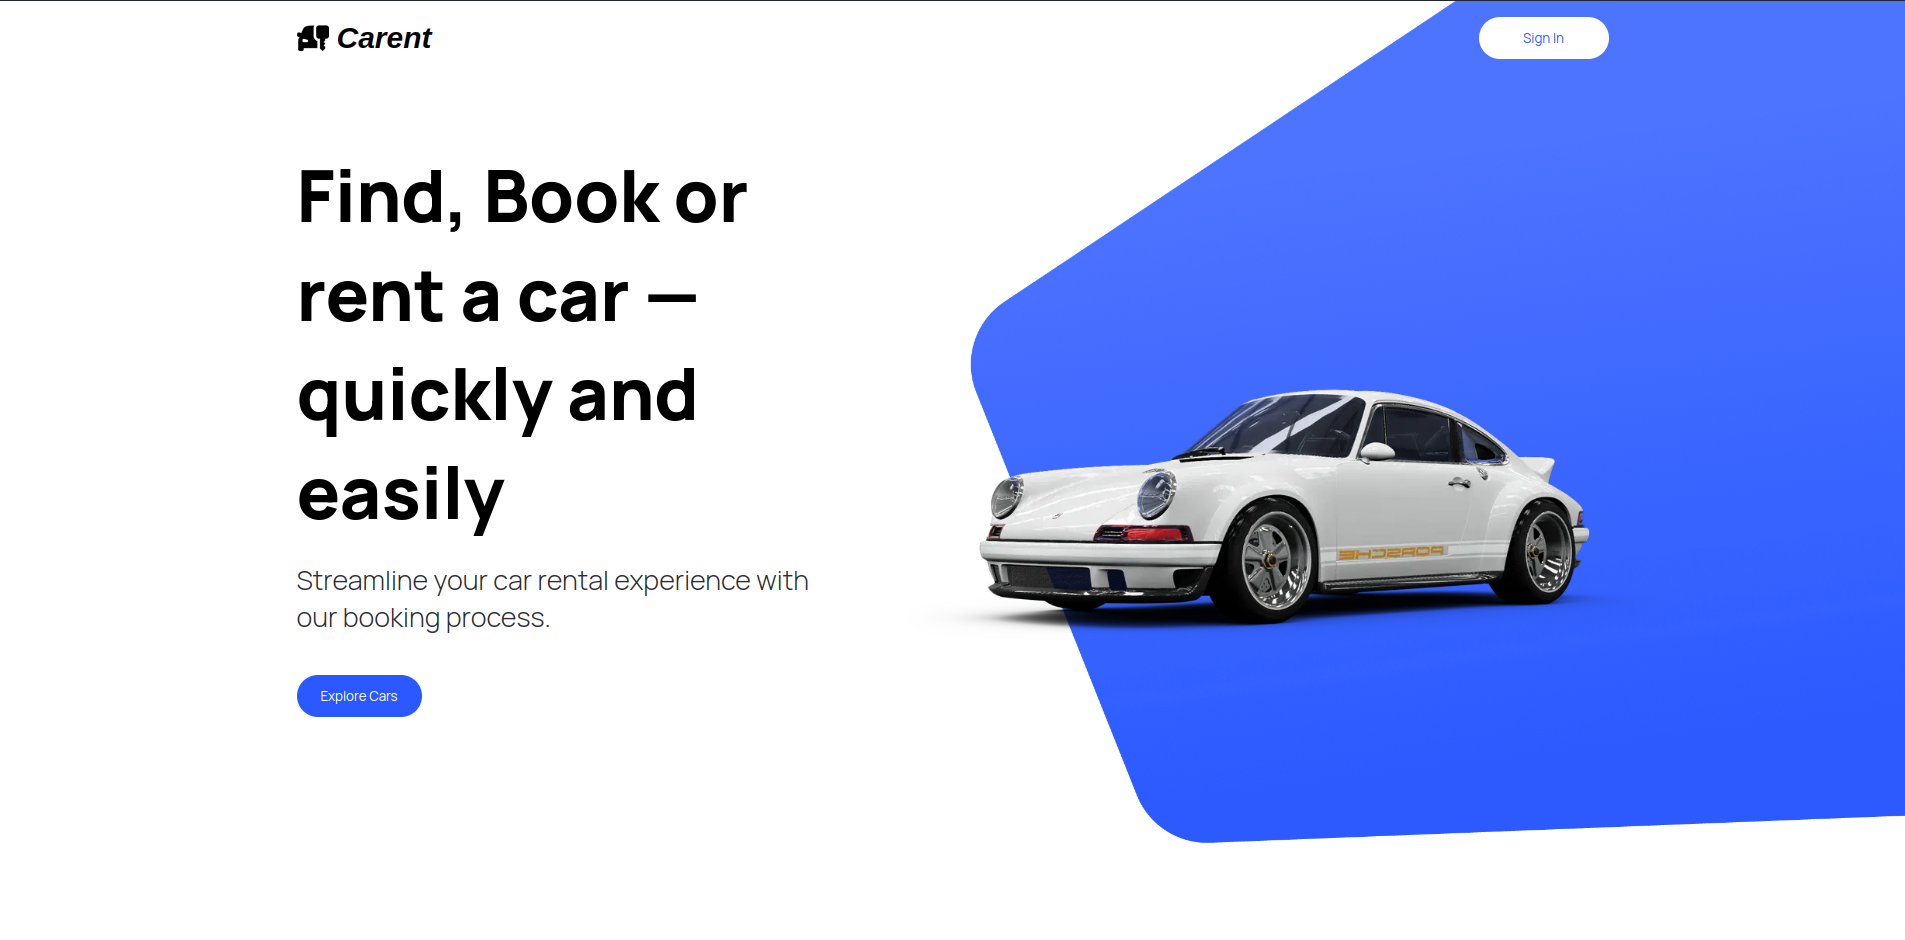 Carent
Sign In
Find, Book or
rent a car —
quickly and
easily
Streamline your car rental experience with
our booking process.
Explore Cars
PORSCHE